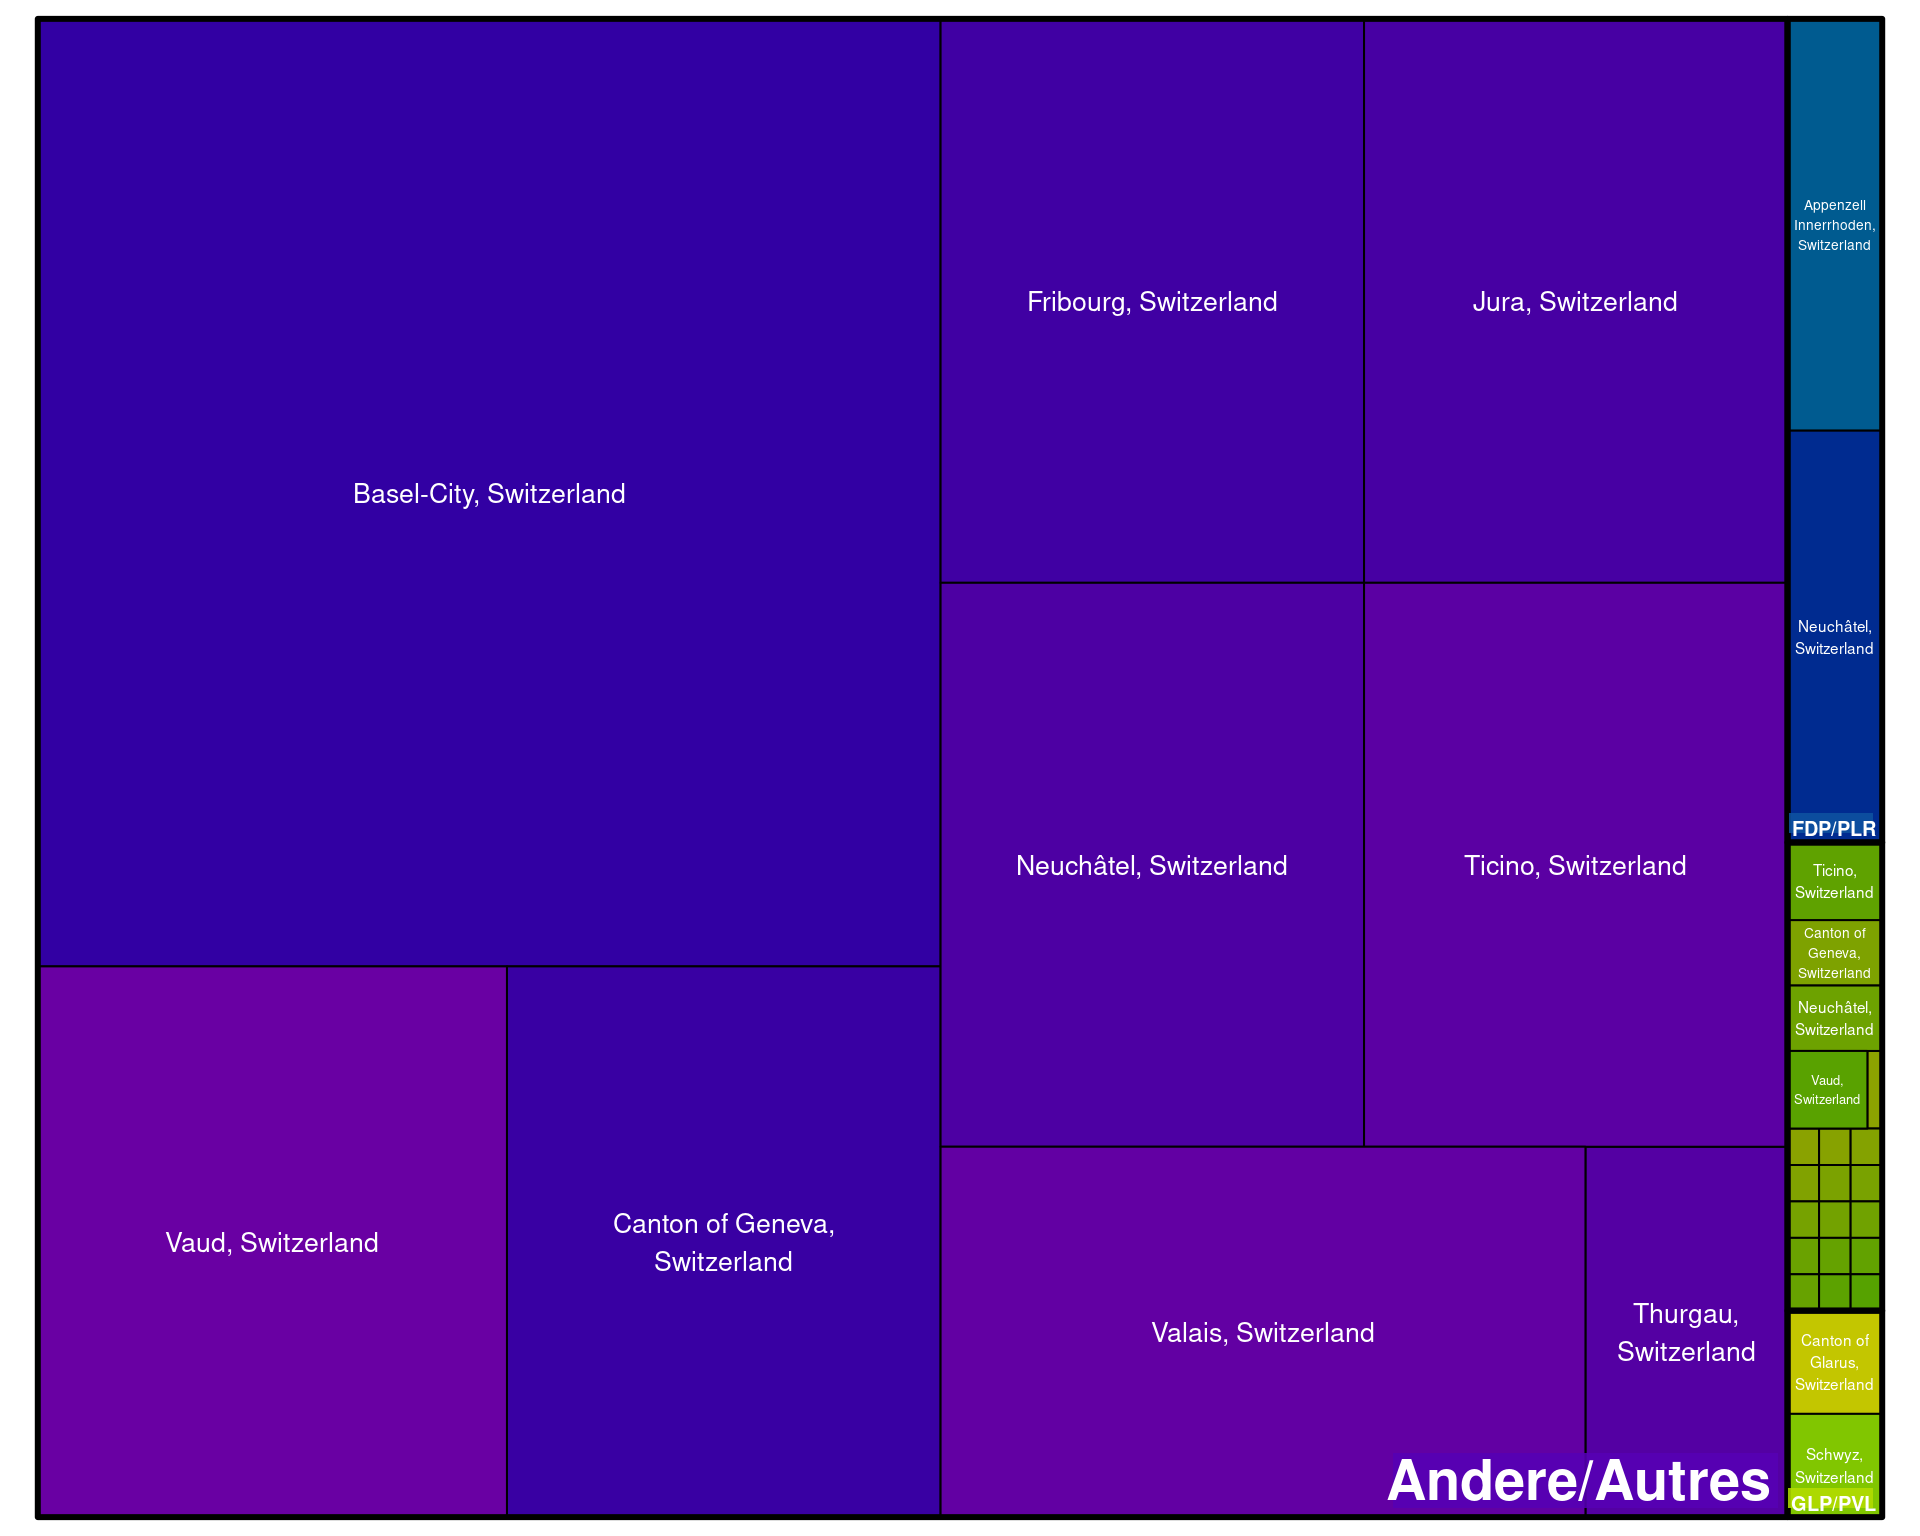 Basel-City, Switzerland
Fribourg, Switzerland
Jura, Switzerland
Neuchâtel, Switzerland
Ticino, Switzerland
Vaud, Switzerland
Canton of Geneva,
Switzerland
Valais, Switzerland
Thurgau,
Switzerland
Andere/Autres
Appenzell
Innerrhoden,
Switzerland
Neuchâtel,
Switzerland
FDP/PLR
Ticino,
Switzerland
Canton of
Geneva,
Switzerland
Neuchâtel,
Switzerland
Vaud,
Switzerland
Canton of
Glarus,
Switzerland
Schwyz,
Switzerland
GLP/PVL